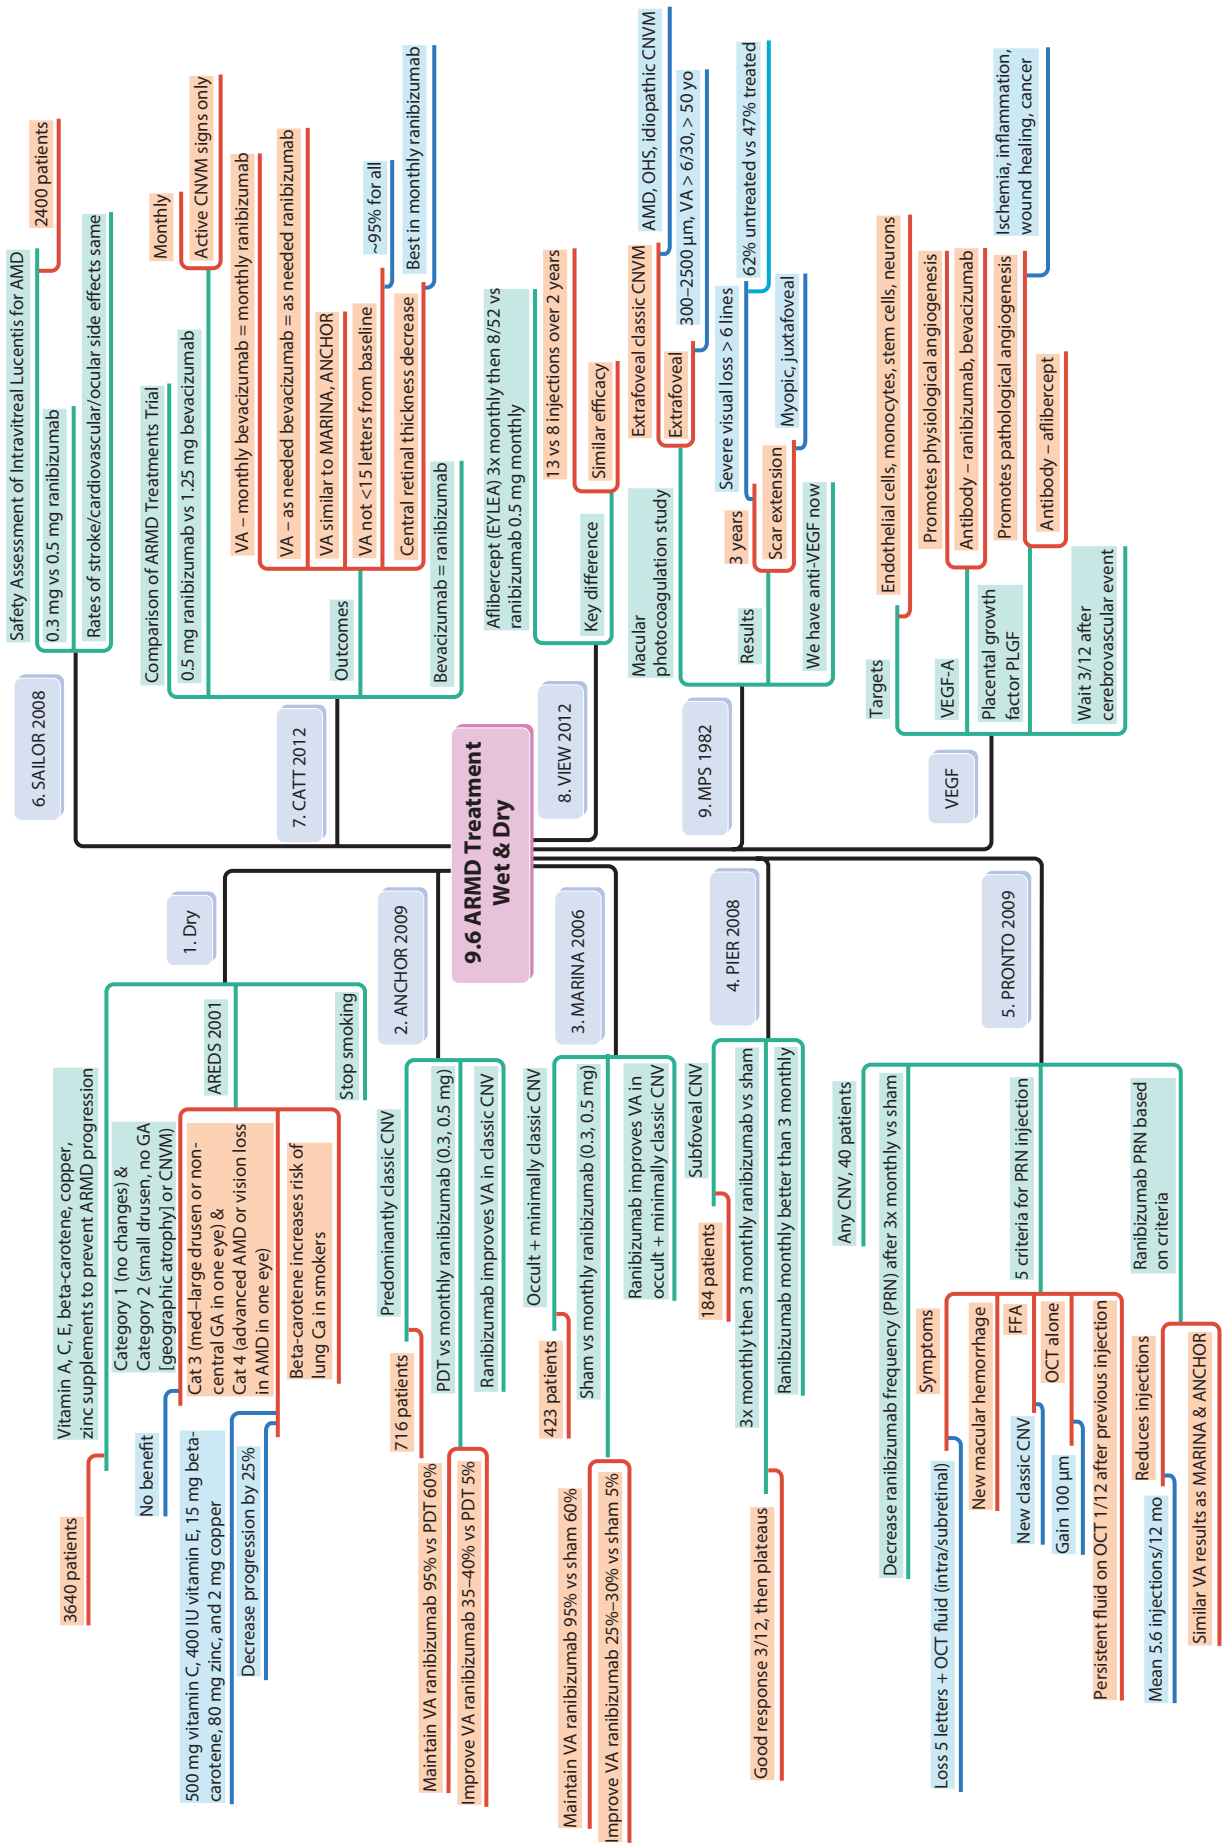 9.6 ARMD Treatment
Wet & Dry
1. Dry
Vitamin A, C, E, beta-carotene, copper,
zinc supplements to prevent ARMD progression
3640 patients
AREDS 2001
Category 1 (no changes) &
Category 2 (small drusen, no GA
[geographic atrophy] or CNVM)
No benefit
Cat 3 (med–large drusen or non-
central GA in one eye) &
Cat 4 (advanced AMD or vision loss
in AMD in one eye)
500 mg vitamin C, 400 IU vitamin E, 15 mg beta-
carotene, 80 mg zinc, and 2 mg copper
Decrease progression by 25%
Beta-carotene increases risk of
lung Ca in smokers
Stop smoking
2. ANCHOR 2009
Predominantly classic CNV
716 patients
PDT vs monthly ranibizumab (0.3, 0.5 mg)
Maintain VA ranibizumab 95% vs PDT 60%
Improve VA ranibizumab 35–40% vs PDT 5%
Ranibizumab improves VA in classic CNV
3. MARINA 2006
Occult + minimally classic CNV
423 patients
Sham vs monthly ranibizumab (0.3, 0.5 mg)
Maintain VA ranibizumab 95% vs sham 60%
Improve VA ranibizumab 25%–30% vs sham 5%
Ranibizumab improves VA in
occult + minimally classic CNV
4. PIER 2008
Subfoveal CNV
184 patients
3x monthly then 3 monthly ranibizumab vs sham
Good response 3/12, then plateaus
Ranibizumab monthly better than 3 monthly
5. PRONTO 2009
Any CNV, 40 patients
Decrease ranibizumab frequency (PRN) after 3x monthly vs sham
5 criteria for PRN injection
Symptoms
Loss 5 letters + OCT fluid (intra/subretinal)
New macular hemorrhage
FFA
New classic CNV
OCT alone
Gain 100 µm
Persistent fluid on OCT 1/12 after previous injection
Ranibizumab PRN based
on criteria
Reduces injections
Mean 5.6 injections/12 mo
Similar VA results as MARINA & ANCHOR
6. SAILOR 2008
Safety Assessment of Intravitreal Lucentis for AMD
2400 patients
0.3 mg vs 0.5 mg ranibizumab
Rates of stroke/cardiovascular/ocular side effects same
7. CATT 2012
Comparison of ARMD Treatments Trial
0.5 mg ranibizumab vs 1.25 mg bevacizumab
Monthly
Active CNVM signs only
Outcomes
VA – monthly bevacizumab = monthly ranibizumab
VA – as needed bevacizumab = as needed ranibizumab
VA similar to MARINA, ANCHOR
VA not <15 letters from baseline
~95% for all
Central retinal thickness decrease
Best in monthly ranibizumab
Bevacizumab = ranibizumab
8. VIEW 2012
Aflibercept (EYLEA) 3x monthly then 8/52 vs
ranibizumab 0.5 mg monthly
Key difference
13 vs 8 injections over 2 years
Similar efficacy
9. MPS 1982
Macular
photocoagulation study
Extrafoveal classic CNVM
AMD, OHS, idiopathic CNVM
Extrafoveal
300–2500 µm, VA > 6/30, > 50 yo
Results
3 years
Severe visual loss > 6 lines
62% untreated vs 47% treated
Scar extension
Myopic, juxtafoveal
We have anti-VEGF now
VEGF
Targets
Endothelial cells, monocytes, stem cells, neurons
VEGF-A
Promotes physiological angiogenesis
Antibody – ranibizumab, bevacizumab
Placental growth
factor PLGF
Promotes pathological angiogenesis
Ischemia, inflammation,
wound healing, cancer
Antibody – aflibercept
Wait 3/12 after
cerebrovascular event